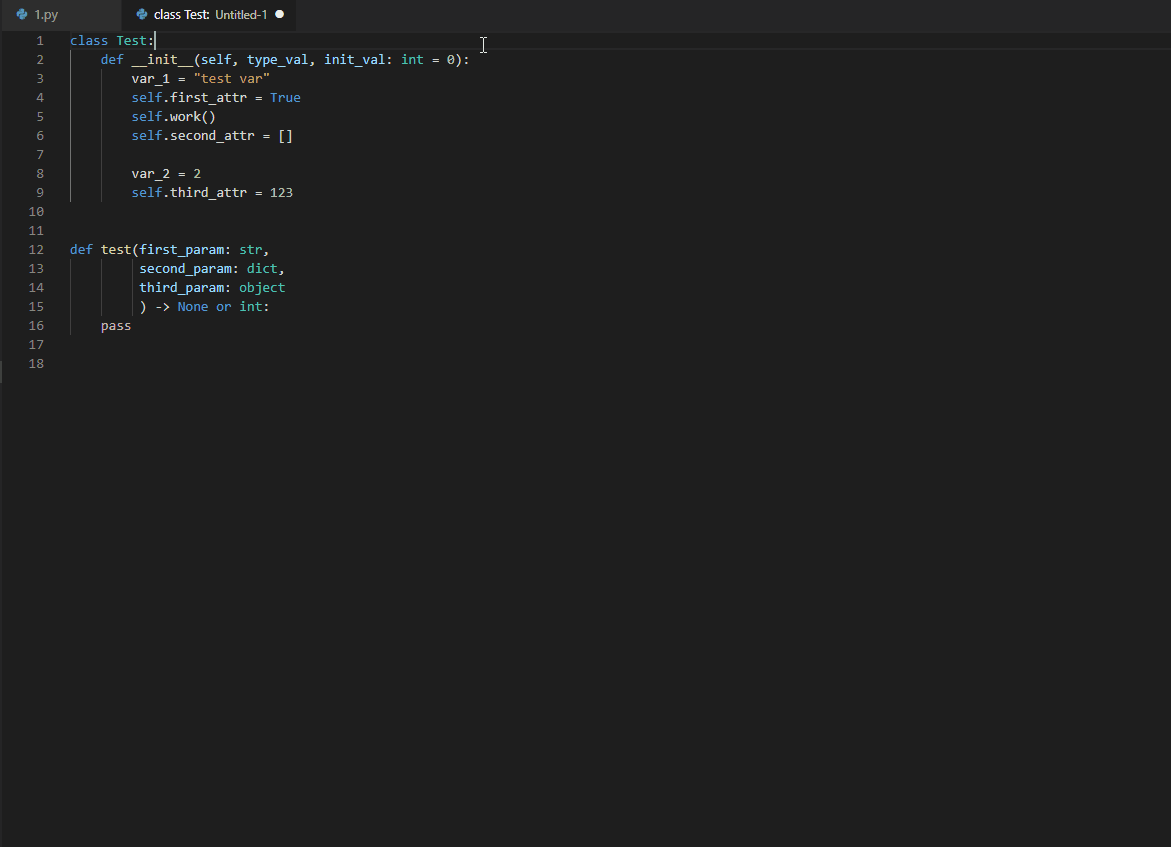 1.py class Test: Untitled-1
1 class Test:
2     def __init__(self, type_val, init_val: int = 0):
3         var_1 = "test var"
4         self.first_attr = True
5         self.work()
6         self.second_attr = []
7
8         var_2 = 2
9         self.third_attr = 123
10
11
12 def test(first_param: str,
13          second_param: dict,
14          third_param: object
15          ) -> None or int:
16     pass
17
18